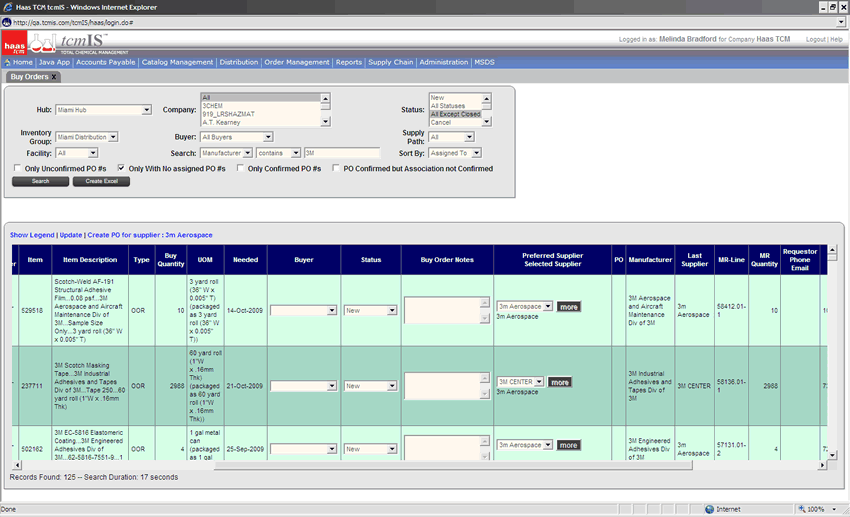 Haas TCM tcmIS - Windows Internet Explorer
http://qa.tcmis.com/tcmIS/haas/login.do#
haas tcm
tcmIS™
TOTAL CHEMICAL MANAGEMENT
Logged in as: Melinda Bradford for Company Haas TCM Logout | Help
Home | Java App | Accounts Payable | Catalog Management | Distribution | Order Management | Reports | Supply Chain | Administration | MSDS
Buy Orders x
Hub: Miami Hub
Company: All
3CHEM
919_LRSHAZMAT
A.T. Kearney
Status: New
All Statuses
All Except Closed
Cancel
Inventory Group: Miami Distribution
Buyer: All Buyers
Supply Path: All
Facility: All
Search: Manufacturer contains 3M
Sort By: Assigned To
Only Unconfirmed PO #s Only With No assigned PO #s Only Confirmed PO #s PO Confirmed but Association not Confirmed
Search Create Excel
Show Legend | Update | Create PO for supplier : 3m Aerospace
er Item Item Description Type Buy Quantity UOM Needed Buyer Status Buy Order Notes Preferred Supplier Selected Supplier PO Manufacturer Last Supplier MR-Line MR Quantity Requestor Phone Email
529518
Scotch-Weld AF-191
Structural Adhesive
Film...0.08 psf...3M
Aerospace and Aircraft
Maintenance Div of
3M...Sample Size
Only...3 yard roll (36" W
x 0.005" T)
OOR
10
3 yard roll
(36" W x
0.005" T)
(packaged
as 3 yard
roll (36" W
x 0.005"
T))
14-Oct-2009
New
3m Aerospace more
3m Aerospace
3M
Aerospace and
Aircraft
Maintenance
Div of 3M
3m
Aerospace
58412.01-
1
10
237711
3M Scotch Masking
Tape...3M Industrial
Adhesives and Tapes
Div of 3M...Tape 250...60
yard roll (1"W x .16mm
Thk)
OOR
2988
60 yard
roll (1"W
x .16mm
Thk)
(packaged
as 60 yard
roll (1"W
x .16mm
Thk))
21-Oct-2009
New
3M CENTER more
3m Aerospace
3M Industrial
Adhesives and
Tapes Div of
3M
3M CENTER
58136.01-
1
2988
502162
3M EC-5816 Elastomeric
Coating...3M Engineered
Adhesives Div of
3M...62-5816-7551-9...1
OOR
4
1 gal metal
can
(packaged
as 1 gal
25-Sep-2009
New
3m Aerospace more
3m Aerospace
3M
Engineered
Adhesives Div
of 3M
3m
Aerospace
57131.01-
2
4
Records Found: 125 -- Search Duration: 17 seconds
Done Internet 100%